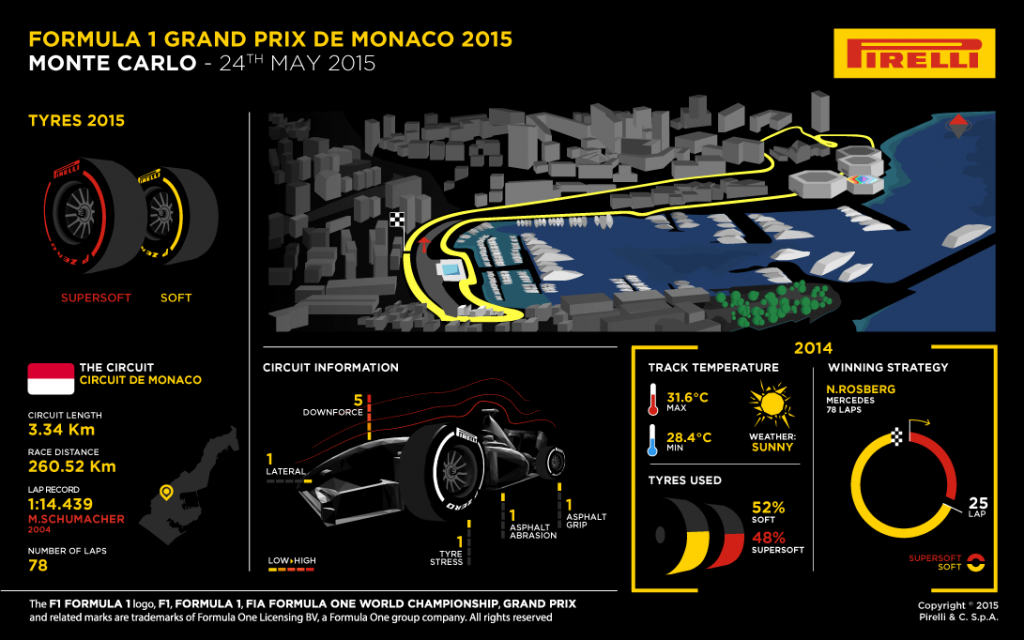 FORMULA 1 GRAND PRIX DE MONACO 2015
MONTE CARLO - 24TH MAY 2015
PIRELLI
TYRES 2015
PIRELLI
PIRELLI
SUPERSOFT
SOFT
THE CIRCUIT
CIRCUIT DE MONACO
CIRCUIT LENGTH
3.34 Km
RACE DISTANCE
260.52 Km
LAP RECORD
1:14.439
M.SCHUMACHER
2004
NUMBER OF LAPS
78
CIRCUIT INFORMATION
5
DOWNFORCE
1
LATERAL
PIRELLI
P ZERO
1
ASPHALT
GRIP
1
ASPHALT
ABRASION
1
TYRE
STRESS
LOW HIGH
2014
TRACK TEMPERATURE
31.6°C
MAX
28.4°C
MIN
WEATHER:
SUNNY
TYRES USED
52%
SOFT
48%
SUPERSOFT
WINNING STRATEGY
N.ROSBERG
MERCEDES
78 LAPS
25
LAP
SUPERSOFT
SOFT
The F1 FORMULA 1 logo, F1, FORMULA 1, FIA FORMULA ONE WORLD CHAMPIONSHIP, GRAND PRIX
and related marks are trademarks of Formula One Licensing BV, a Formula One group company. All rights reserved
Copyright © 2015
Pirelli & C. S.p.A.